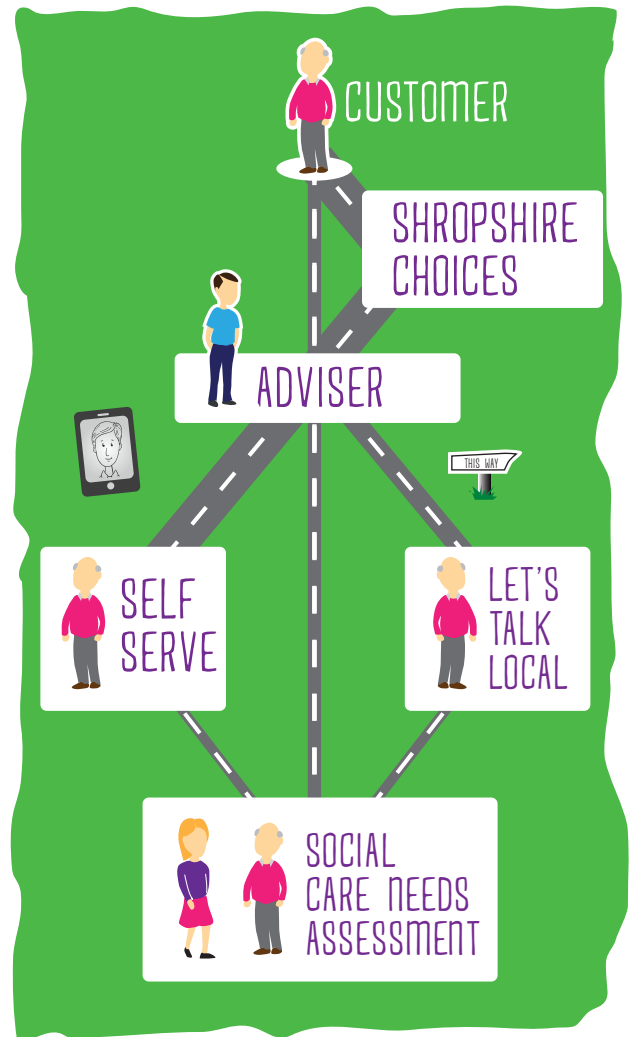 CUSTOMER
SHROPSHIRE
CHOICES
ADVISER
THIS WAY
SELF
SERVE
LET'S
TALK
LOCAL
SOCIAL
CARE NEEDS
ASSESSMENT